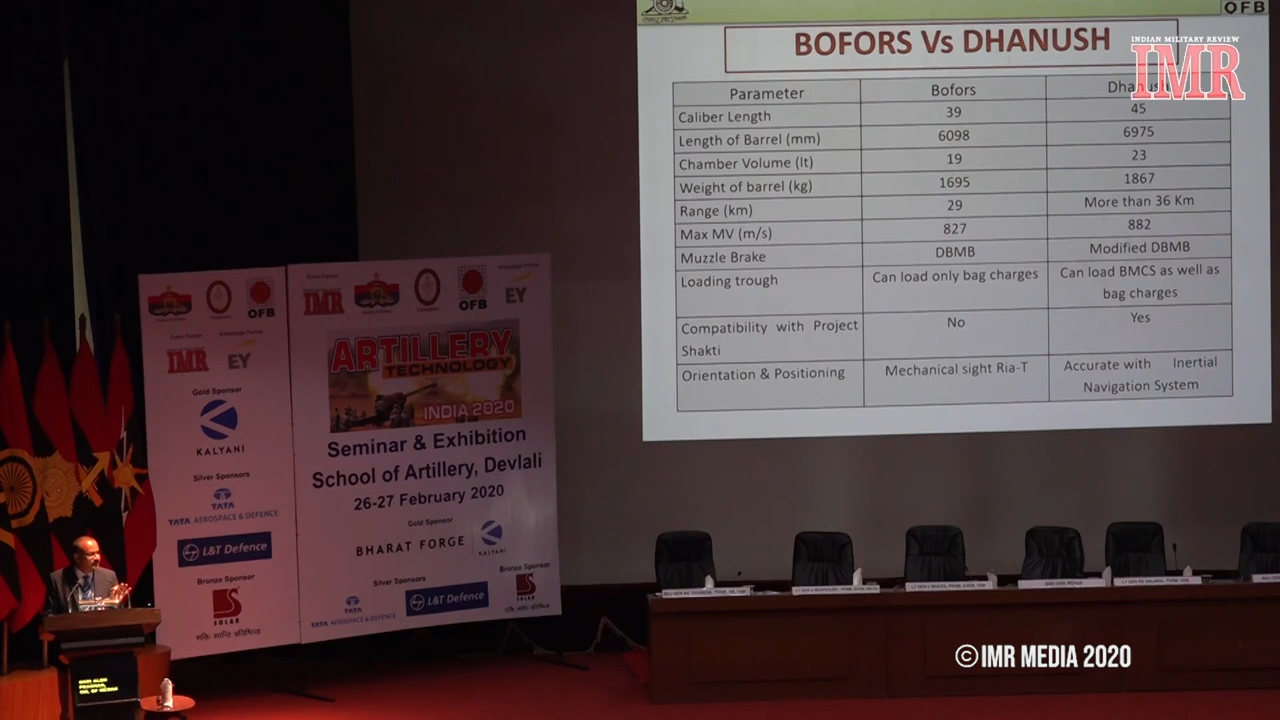 OFB
BOFORS Vs DHANUSH
INDIAN MILITARY REVIEW
IMR
Parameter Bofors Dhanush
Caliber Length 39 45
Length of Barrel (mm) 6098 6975
Chamber Volume (lt) 19 23
Weight of barrel (kg) 1695 1867
Range (km) 29 More than 36 Km
Max MV (m/s) 827 882
Muzzle Brake DBMB Modified DBMB
Loading trough Can load only bag charges Can load BMCS as well as
bag charges
Compatibility with Project No Yes
Shakti
Orientation & Positioning Mechanical sight Ria-T Accurate with Inertial
Navigation System
OFB
IMR
EY
Gold Sponsor
KALYANI
Silver Sponsors
TATA
TATA AEROSPACE & DEFENCE
L&T Defence
Bronze Sponsor
SOLAR
IMR
OFB
EY
ARTILLERY
TECHNOLOGY
INDIA 2020
Seminar & Exhibition
School of Artillery, Devlali
26-27 February 2020
Gold Sponsor
BHARAT FORGE
KALYANI
Silver Sponsors
TATA
TATA AEROSPACE & DEFENCE
L&T Defence
Bronze Sponsor
SOLAR
©IMR MEDIA 2020